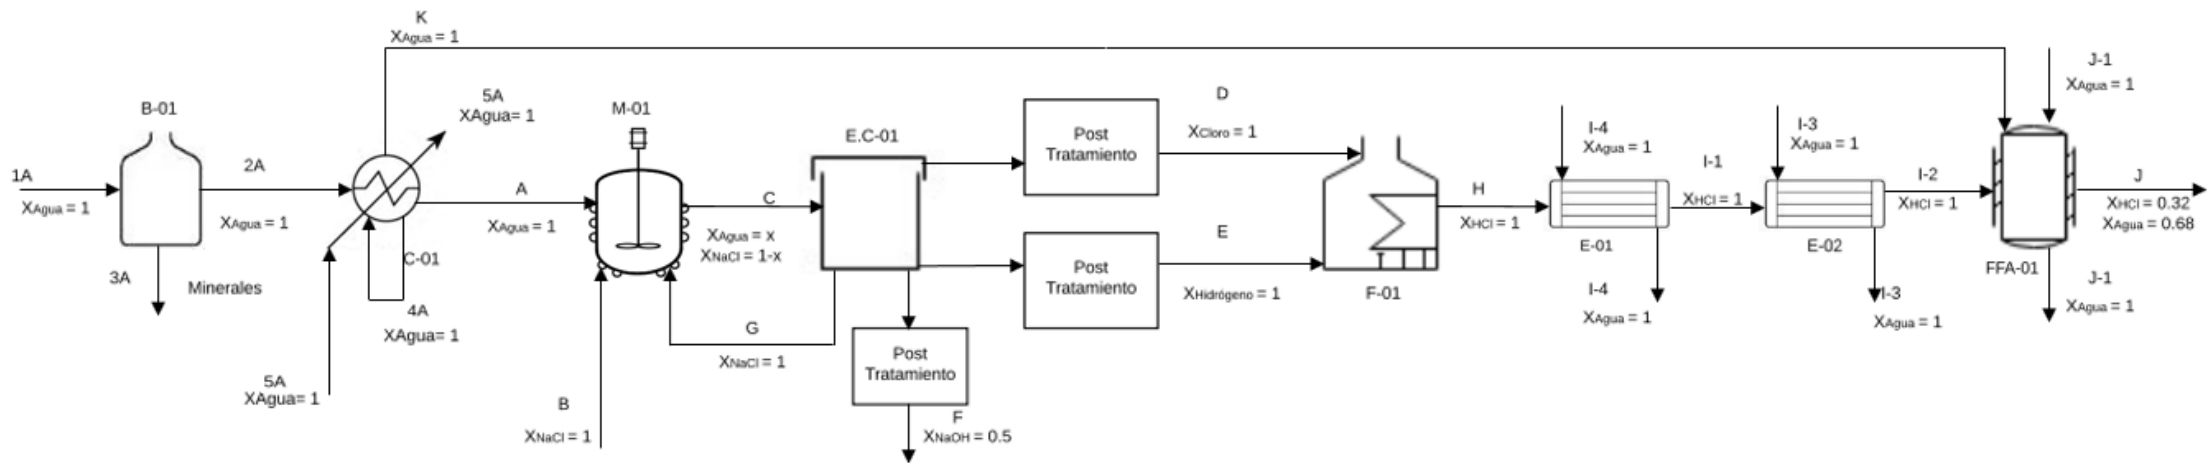 K
XAgua = 1
B-01
1A
XAgua = 1
2A
XAgua = 1
3A
Minerales
5A
XAgua= 1
C-01
4A
XAgua= 1
5A
XAgua= 1
A
XAgua = 1
M-01
B
XNaCl = 1
C
XAgua = x
XNaCl = 1-x
G
XNaCl = 1
E.C-01
Post
Tratamiento
Post
Tratamiento
Post
Tratamiento
F
XNaOH = 0.5
D
XCloro = 1
E
XHidrógeno = 1
F-01
H
XHCl = 1
I-4
XAgua = 1
E-01
I-4
XAgua = 1
I-1
XHCl = 1
I-3
XAgua = 1
E-02
I-3
XAgua = 1
I-2
XHCl = 1
J-1
XAgua = 1
FFA-01
J
XHCl = 0.32
XAgua = 0.68
J-1
XAgua = 1